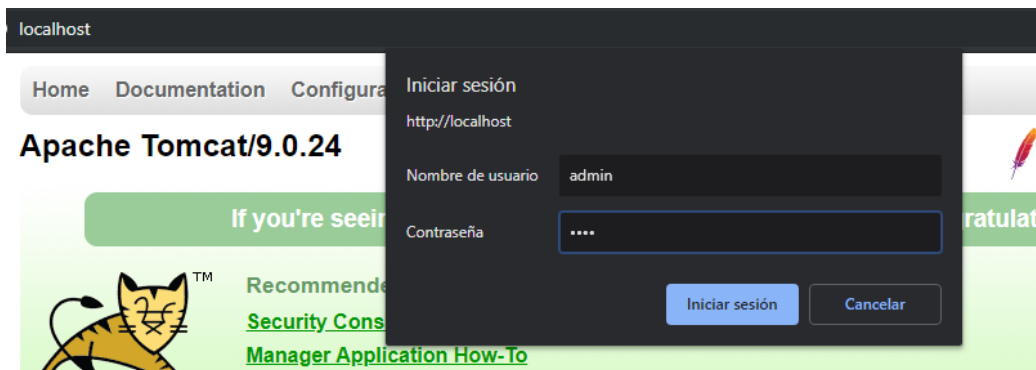 localhost
Home Documentation Configura
Apache Tomcat/9.0.24
Iniciar sesión
http://localhost
Nombre de usuario admin
Contraseña ••••
Iniciar sesión Cancelar
If you're seein
ratulat
TM
Recommende
Security Cons
Manager Application How-To